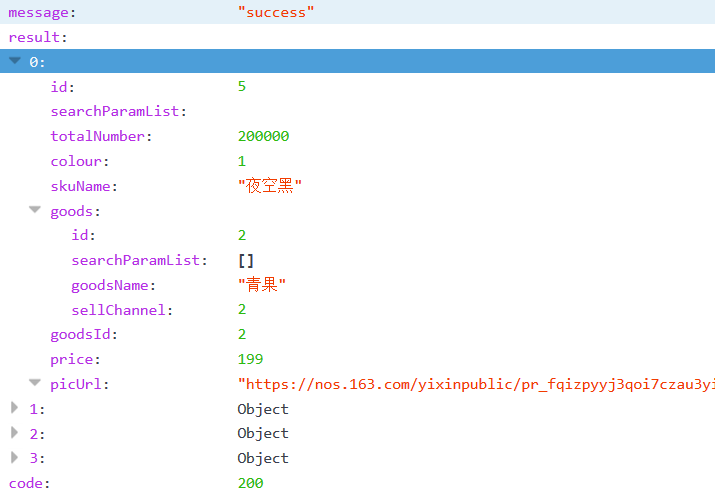 message: "success"
result:
0:
id: 5
searchParamList:
totalNumber: 200000
colour: 1
skuName: "夜空黑"
goods:
id: 2
searchParamList: []
goodsName: "青果"
sellChannel: 2
goodsId: 2
price: 199
picUrl: "https://nos.163.com/yixinpublic/pr_fqizpyyj3qoi7czau3yi
1: Object
2: Object
3: Object
code: 200